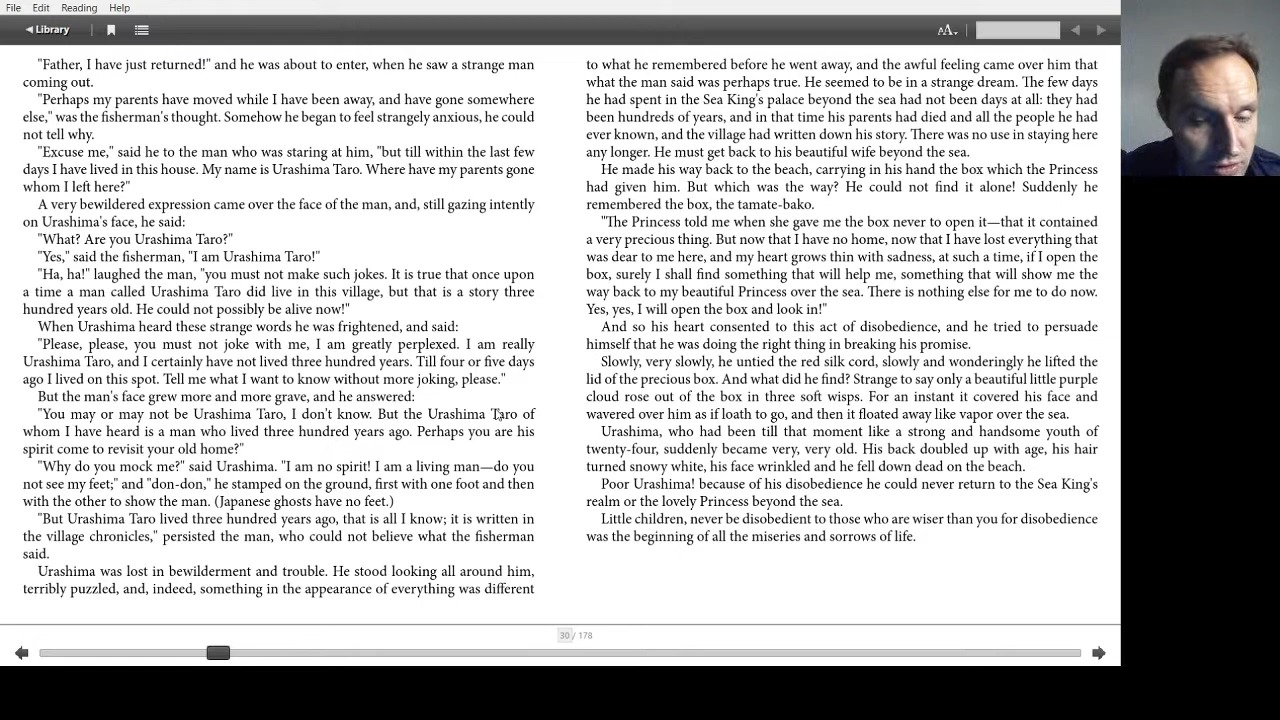 File Edit Reading Help
Library
AA
"Father, I have just returned!" and he was about to enter, when he saw a strange man
coming out.
"Perhaps my parents have moved while I have been away, and have gone somewhere
else," was the fisherman's thought. Somehow he began to feel strangely anxious, he could
not tell why.
"Excuse me," said he to the man who was staring at him, "but till within the last few
days I have lived in this house. My name is Urashima Taro. Where have my parents gone
whom I left here?"
A very bewildered expression came over the face of the man, and, still gazing intently
on Urashima's face, he said:
"What? Are you Urashima Taro?"
"Yes," said the fisherman, "I am Urashima Taro!"
"Ha, ha!" laughed the man, "you must not make such jokes. It is true that once upon
a time a man called Urashima Taro did live in this village, but that is a story three
hundred years old. He could not possibly be alive now!"
When Urashima heard these strange words he was frightened, and said:
"Please, please, you must not joke with me, I am greatly perplexed. I am really
Urashima Taro, and I certainly have not lived three hundred years. Till four or five days
ago I lived on this spot. Tell me what I want to know without more joking, please."
But the man's face grew more and more grave, and he answered:
"You may or may not be Urashima Taro, I don't know. But the Urashima Taro of
whom I have heard is a man who lived three hundred years ago. Perhaps you are his
spirit come to revisit your old home?"
"Why do you mock me?" said Urashima. "I am no spirit! I am a living man—do you
not see my feet;" and "don-don," he stamped on the ground, first with one foot and then
with the other to show the man. (Japanese ghosts have no feet.)
"But Urashima Taro lived three hundred years ago, that is all I know; it is written in
the village chronicles," persisted the man, who could not believe what the fisherman
said.
Urashima was lost in bewilderment and trouble. He stood looking all around him,
terribly puzzled, and, indeed, something in the appearance of everything was different
to what he remembered before he went away, and the awful feeling came over him that
what the man said was perhaps true. He seemed to be in a strange dream. The few days
he had spent in the Sea King's palace beyond the sea had not been days at all: they had
been hundreds of years, and in that time his parents had died and all the people he had
ever known, and the village had written down his story. There was no use in staying here
any longer. He must get back to his beautiful wife beyond the sea.
He made his way back to the beach, carrying in his hand the box which the Princess
had given him. But which was the way? He could not find it alone! Suddenly he
remembered the box, the tamate-bako.
"The Princess told me when she gave me the box never to open it—that it contained
a very precious thing. But now that I have no home, now that I have lost everything that
was dear to me here, and my heart grows thin with sadness, at such a time, if I open the
box, surely I shall find something that will help me, something that will show me the
way back to my beautiful Princess over the sea. There is nothing else for me to do now.
Yes, yes, I will open the box and look in!"
And so his heart consented to this act of disobedience, and he tried to persuade
himself that he was doing the right thing in breaking his promise.
Slowly, very slowly, he untied the red silk cord, slowly and wonderingly he lifted the
lid of the precious box. And what did he find? Strange to say only a beautiful little purple
cloud rose out of the box in three soft wisps. For an instant it covered his face and
wavered over him as if loath to go, and then it floated away like vapor over the sea.
Urashima, who had been till that moment like a strong and handsome youth of
twenty-four, suddenly became very, very old. His back doubled up with age, his hair
turned snowy white, his face wrinkled and he fell down dead on the beach.
Poor Urashima! because of his disobedience he could never return to the Sea King's
realm or the lovely Princess beyond the sea.
Little children, never be disobedient to those who are wiser than you for disobedience
was the beginning of all the miseries and sorrows of life.
30 / 178